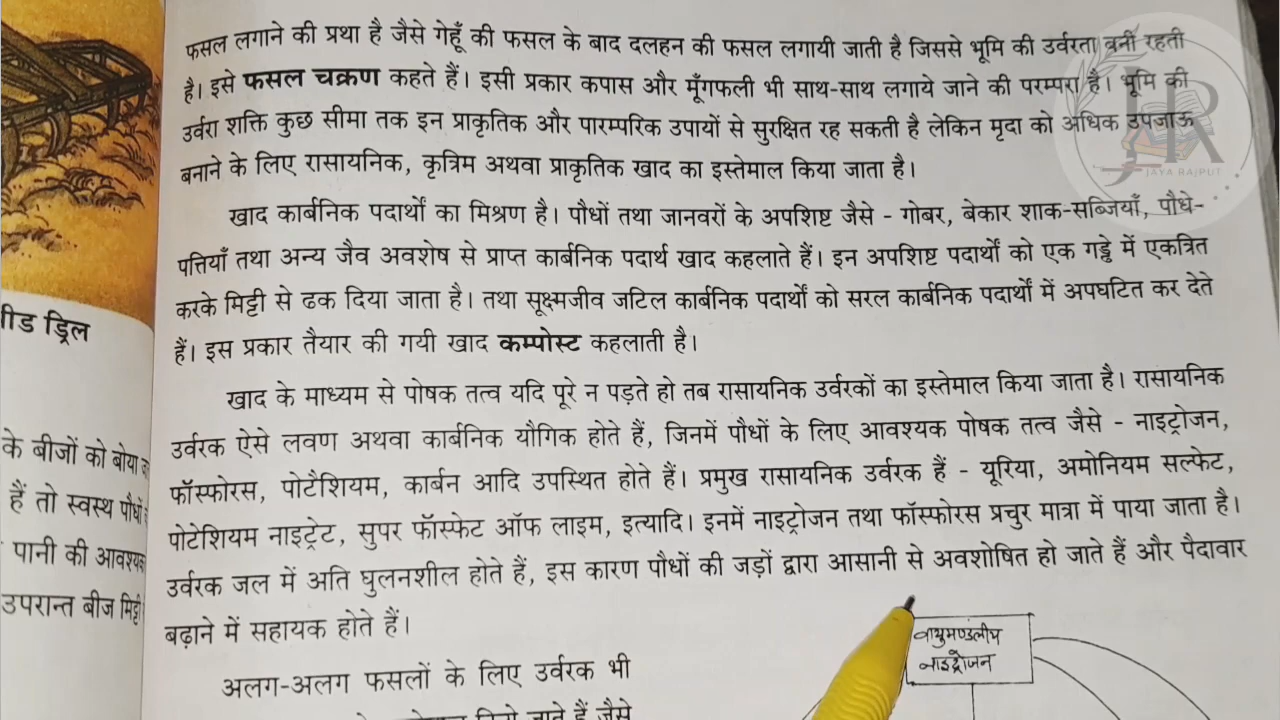 फसल लगाने की प्रथा है जैसे गेहूँ की फसल के बाद दलहन की फसल लगायी जाती है जिससे भूमि की उर्वरता बनी रहती
है। इसे फसल चक्रण कहते हैं। इसी प्रकार कपास और मूँगफली भी साथ-साथ लगाये जाने की परम्परा है। भूमि की
उर्वरा शक्ति कुछ सीमा तक इन प्राकृतिक और पारम्परिक उपायों से सुरक्षित रह सकती है लेकिन मृदा को अधिक उपजाऊ
बनाने के लिए रासायनिक, कृत्रिम अथवा प्राकृतिक खाद का इस्तेमाल किया जाता है।
खाद कार्बनिक पदार्थों का मिश्रण है। पौधों तथा जानवरों के अपशिष्ट जैसे - गोबर, बेकार शाक-सब्जियाँ, पौधे-
पत्तियाँ तथा अन्य जैव अवशेष से प्राप्त कार्बनिक पदार्थ खाद कहलाते हैं। इन अपशिष्ट पदार्थों को एक गड्ढे में एकत्रित
करके मिट्टी से ढक दिया जाता है। तथा सूक्ष्मजीव जटिल कार्बनिक पदार्थों को सरल कार्बनिक पदार्थों में अपघटित कर देते
हैं। इस प्रकार तैयार की गयी खाद कम्पोस्ट कहलाती है।
खाद के माध्यम से पोषक तत्व यदि पूरे न पड़ते हो तब रासायनिक उर्वरकों का इस्तेमाल किया जाता है। रासायनिक
उर्वरक ऐसे लवण अथवा कार्बनिक यौगिक होते हैं, जिनमें पौधों के लिए आवश्यक पोषक तत्व जैसे - नाइट्रोजन,
फॉस्फोरस, पोटैशियम, कार्बन आदि उपस्थित होते हैं। प्रमुख रासायनिक उर्वरक हैं - यूरिया, अमोनियम सल्फेट,
पोटेशियम नाइट्रेट, सुपर फॉस्फेट ऑफ लाइम, इत्यादि। इनमें नाइट्रोजन तथा फॉस्फोरस प्रचुर मात्रा में पाया जाता है।
उर्वरक जल में अति घुलनशील होते हैं, इस कारण पौधों की जड़ों द्वारा आसानी से अवशोषित हो जाते हैं और पैदावार
बढ़ाने में सहायक होते हैं।
अलग-अलग फसलों के लिए उर्वरक भी
जाते हैं जैसे
वायुमण्डलीय
नाइट्रोजन
ड्रिल
के बीजों को बोया
हैं तो स्वस्थ पौधों
पानी की
उपरान्त बीज मिट्टी
JR
JAYA RAJPUT